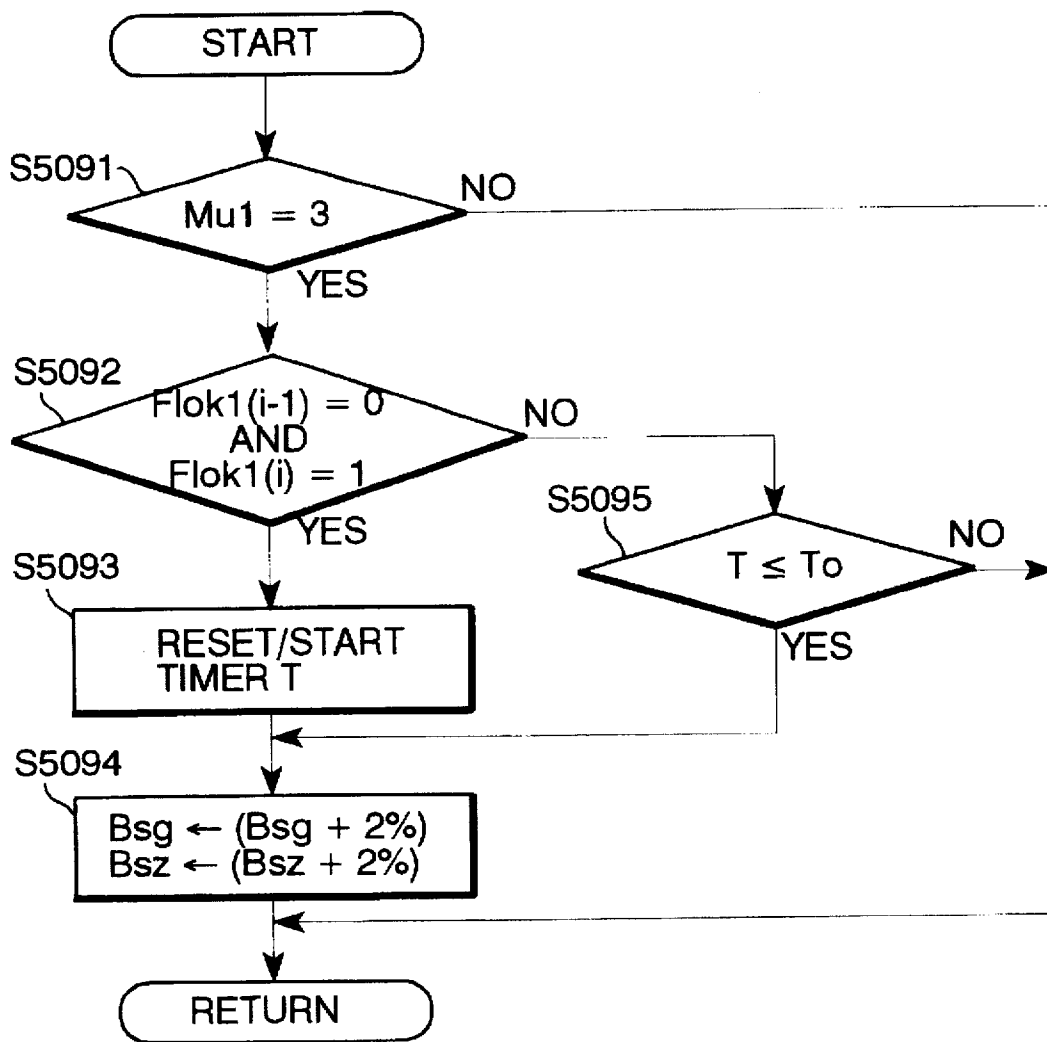 START
S5091
Mu1 = 3
NO
YES
S5092
Flok1(i-1) = 0
AND
Flok1(i) = 1
NO
YES
S5095
T ≤ To
NO
YES
S5093
RESET/START
TIMER T
S5094
Bsg ← (Bsg + 2%)
Bsz ← (Bsz + 2%)
RETURN